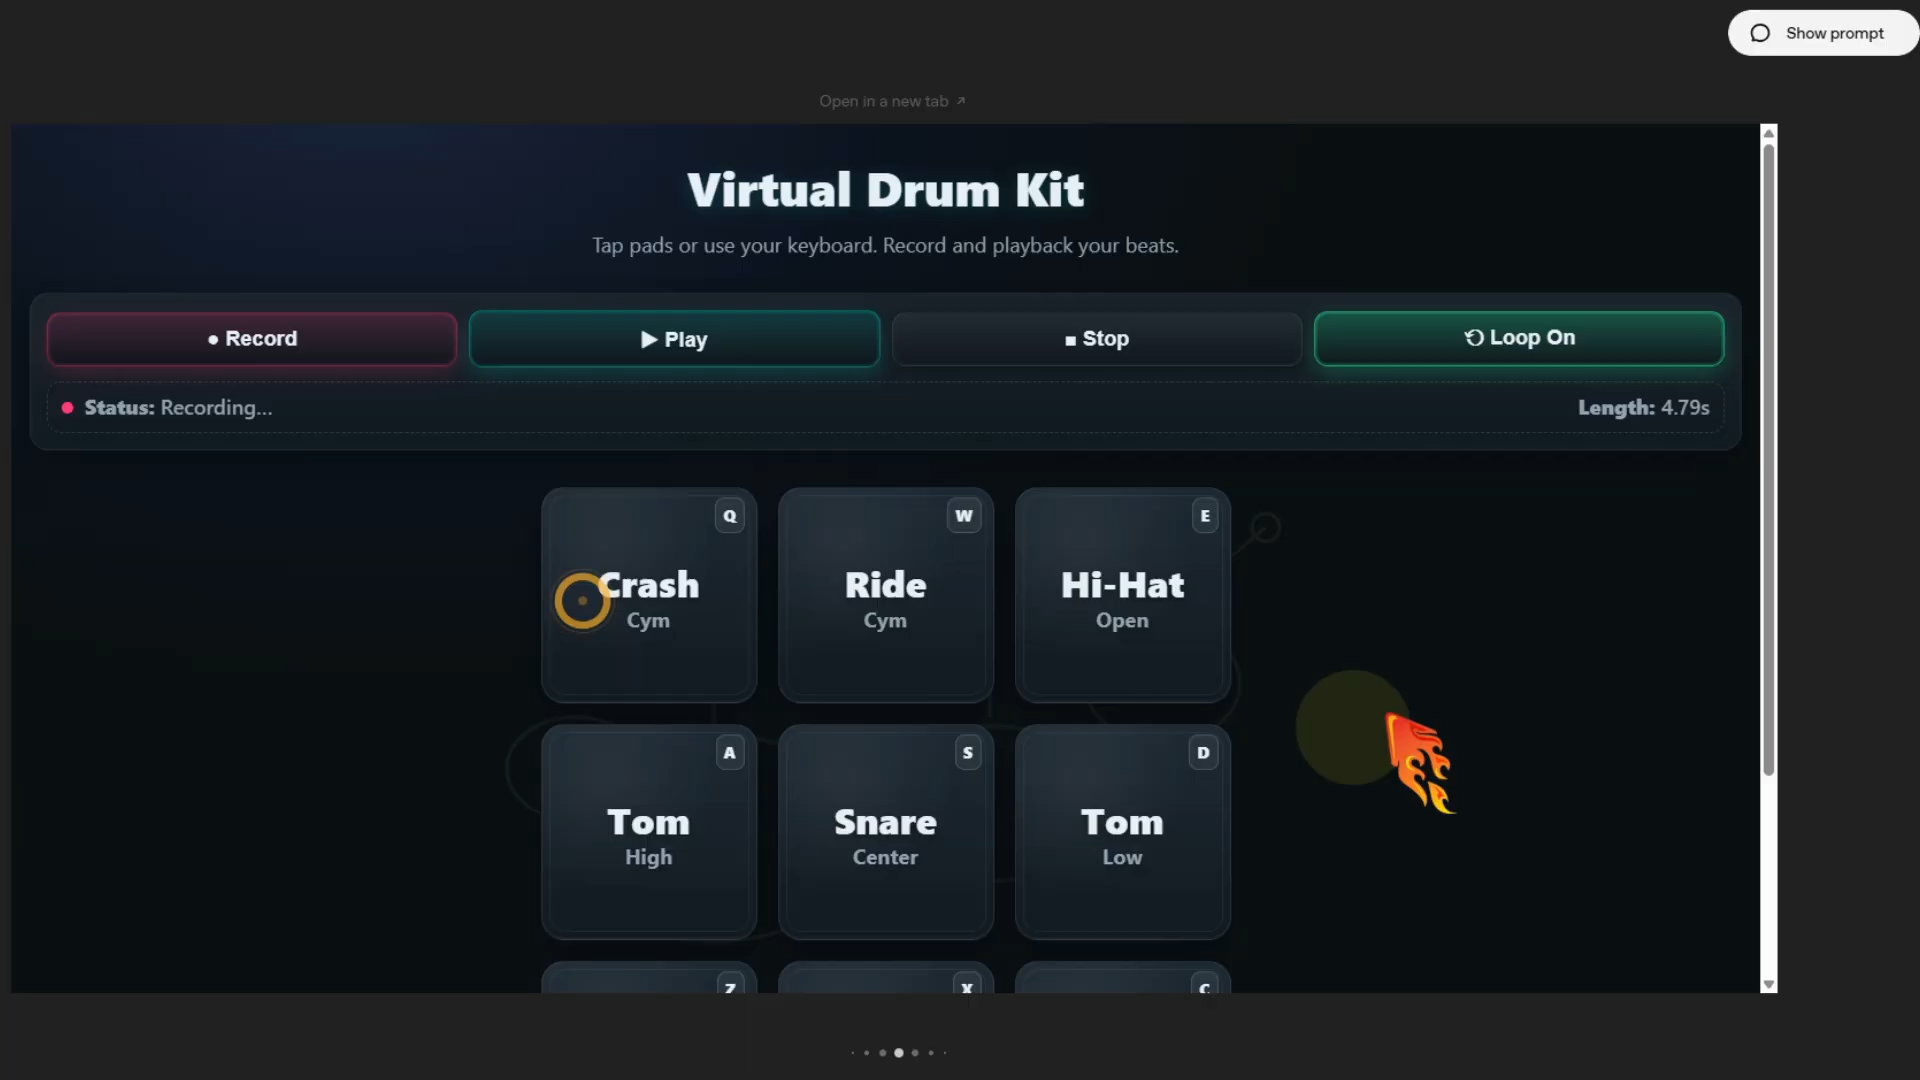 Show prompt
Open in a new tab ↗
Virtual Drum Kit
Tap pads or use your keyboard. Record and playback your beats.
● Record
▶ Play
■ Stop
⟲ Loop On
Status: Recording...
Length: 4.79s
Q
Crash
Cym
W
Ride
Cym
E
Hi-Hat
Open
A
Tom
High
S
Snare
Center
D
Tom
Low
Z
X
C